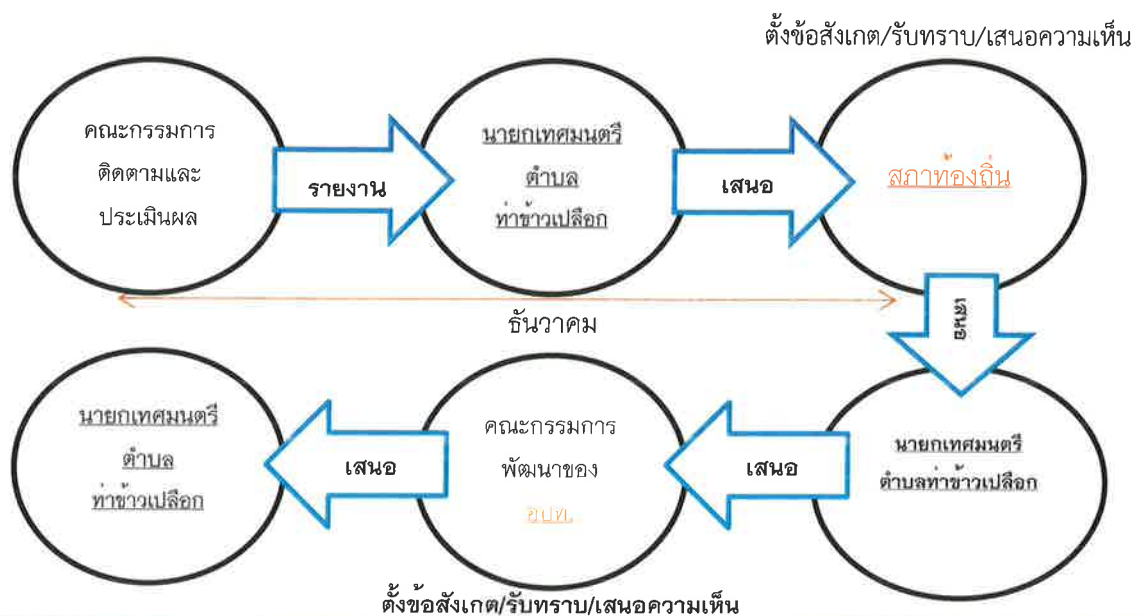 ตั้งข้อสังเกต/รับทราบ/เสนอความเห็น
คณะกรรมการ
ติดตามและ
ประเมินผล
รายงาน
นายกเทศมนตรี
ตำบล
ท่าข้าวเปลือก
เสนอ
สภาท้องถิ่น
ธันวาคม
เสนอ
นายกเทศมนตรี
ตำบลท่าข้าวเปลือก
เสนอ
คณะกรรมการ
พัฒนาของ
อปท.
เสนอ
นายกเทศมนตรี
ตำบล
ท่าข้าวเปลือก
ตั้งข้อสังเกต/รับทราบ/เสนอความเห็น